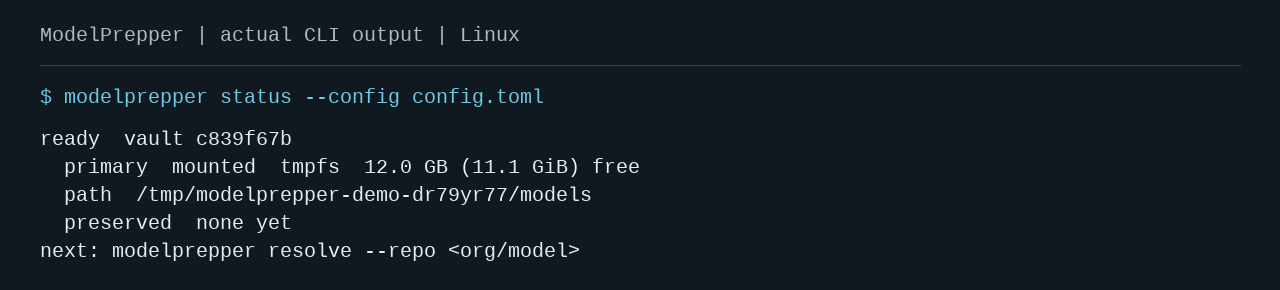 ModelPrepper | actual CLI output | Linux
$ modelprepper status --config config.toml
ready  vault c839f67b
  primary  mounted  tmpfs  12.0 GB (11.1 GiB) free
  path  /tmp/modelprepper-demo-dr79yr77/models
  preserved  none yet
next: modelprepper resolve --repo <org/model>